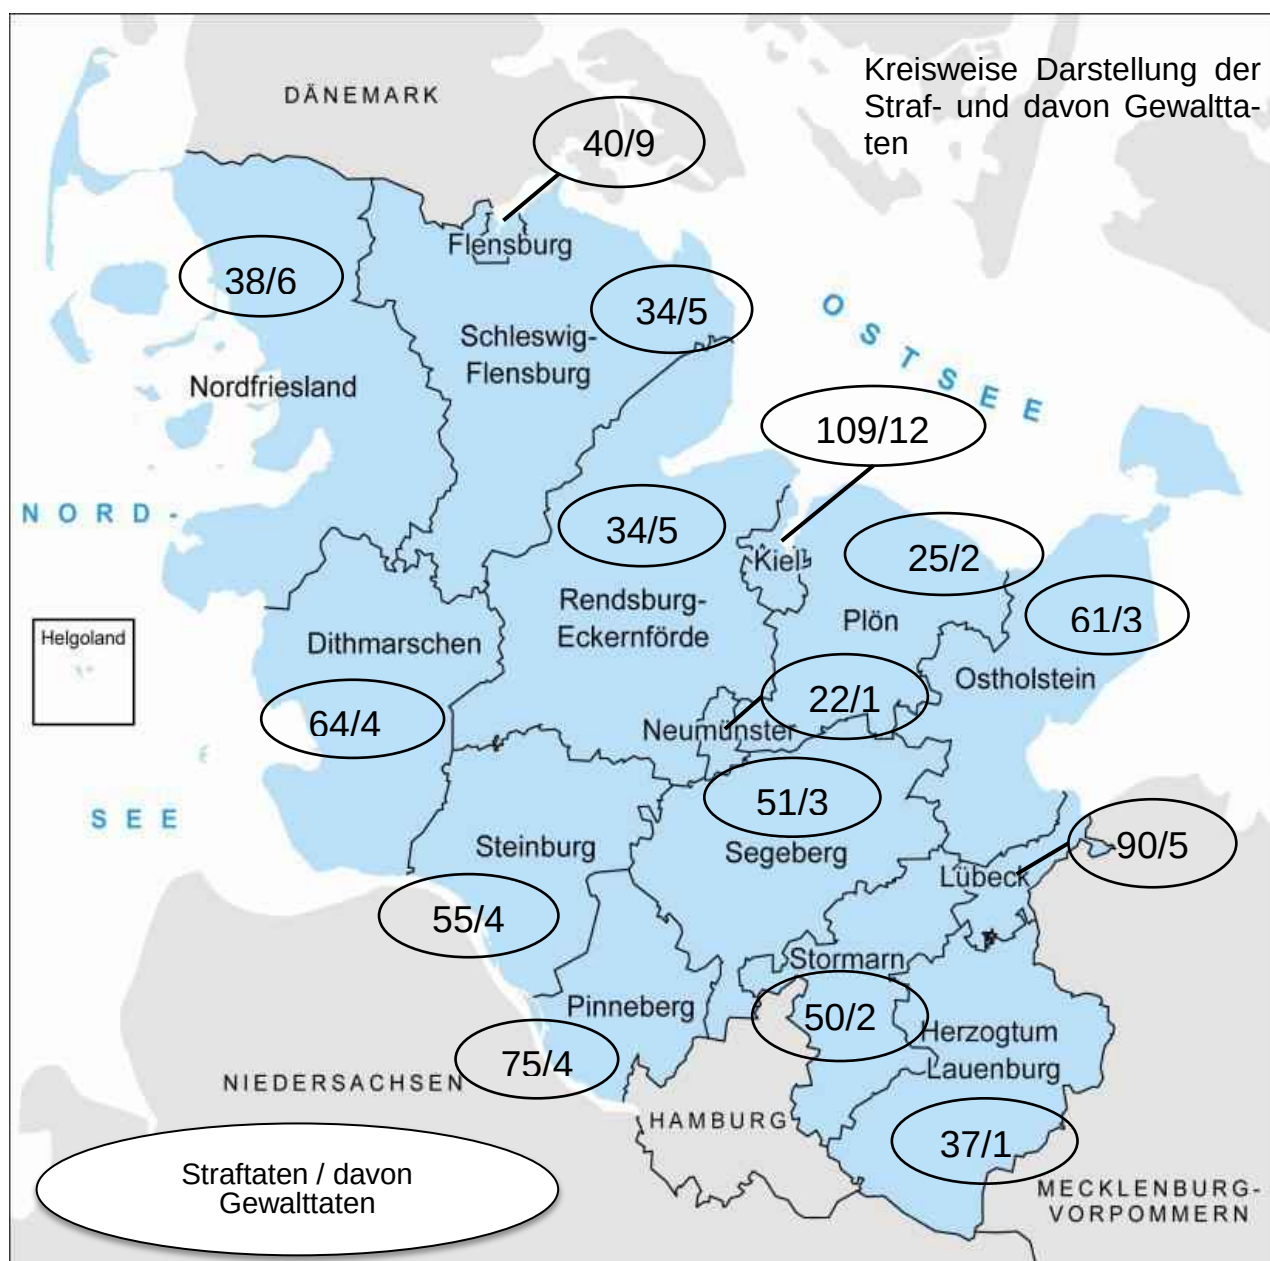 Kreisweise Darstellung der
Straf- und davon Gewaltta-
ten
DÄNEMARK
40/9
Flensburg
38/6
34/5
Schleswig-
Flensburg
Nordfriesland
OSTSEE
109/12
NORD-
34/5
Kiel
25/2
Rendsburg-
Eckernförde
Plön
61/3
Helgoland
Dithmarschen
Ostholstein
64/4
22/1
Neumünster
51/3
SEE
Steinburg
Segeberg
90/5
Lübeck
55/4
Stormarn
Pinneberg
50/2
Herzogtum
Lauenburg
75/4
NIEDERSACHSEN
HAMBURG
37/1
Straftaten / davon
Gewalttaten
MECKLENBURG-
VORPOMMERN